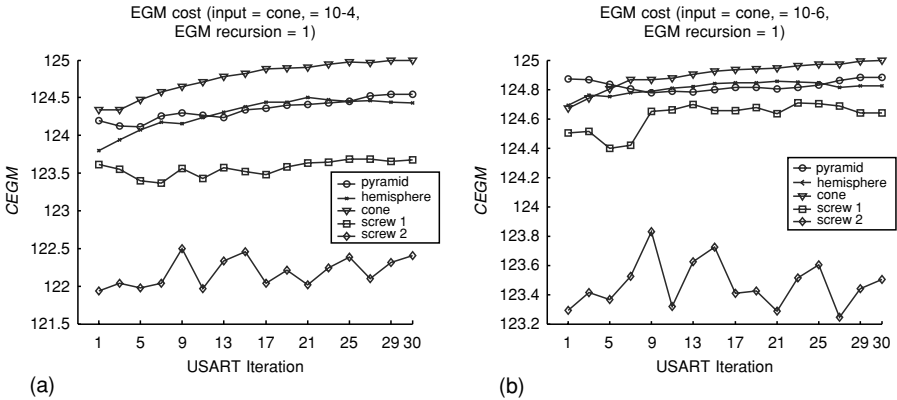 EGM cost (input = cone, = 10-4,
EGM recursion = 1)
125
124.5
124
123.5
123
122.5
122
121.5
CEGM
pyramid
hemisphere
cone
screw 1
screw 2
1 5 9 13 17 21 25 29 30
USART Iteration
(a)
EGM cost (input = cone, = 10-6,
EGM recursion = 1)
125
124.8
124.6
124.4
124.2
124
123.8
123.6
123.4
123.2
CEGM
pyramid
hemisphere
cone
screw 1
screw 2
1 5 9 13 17 21 25 29 30
USART Iteration
(b)